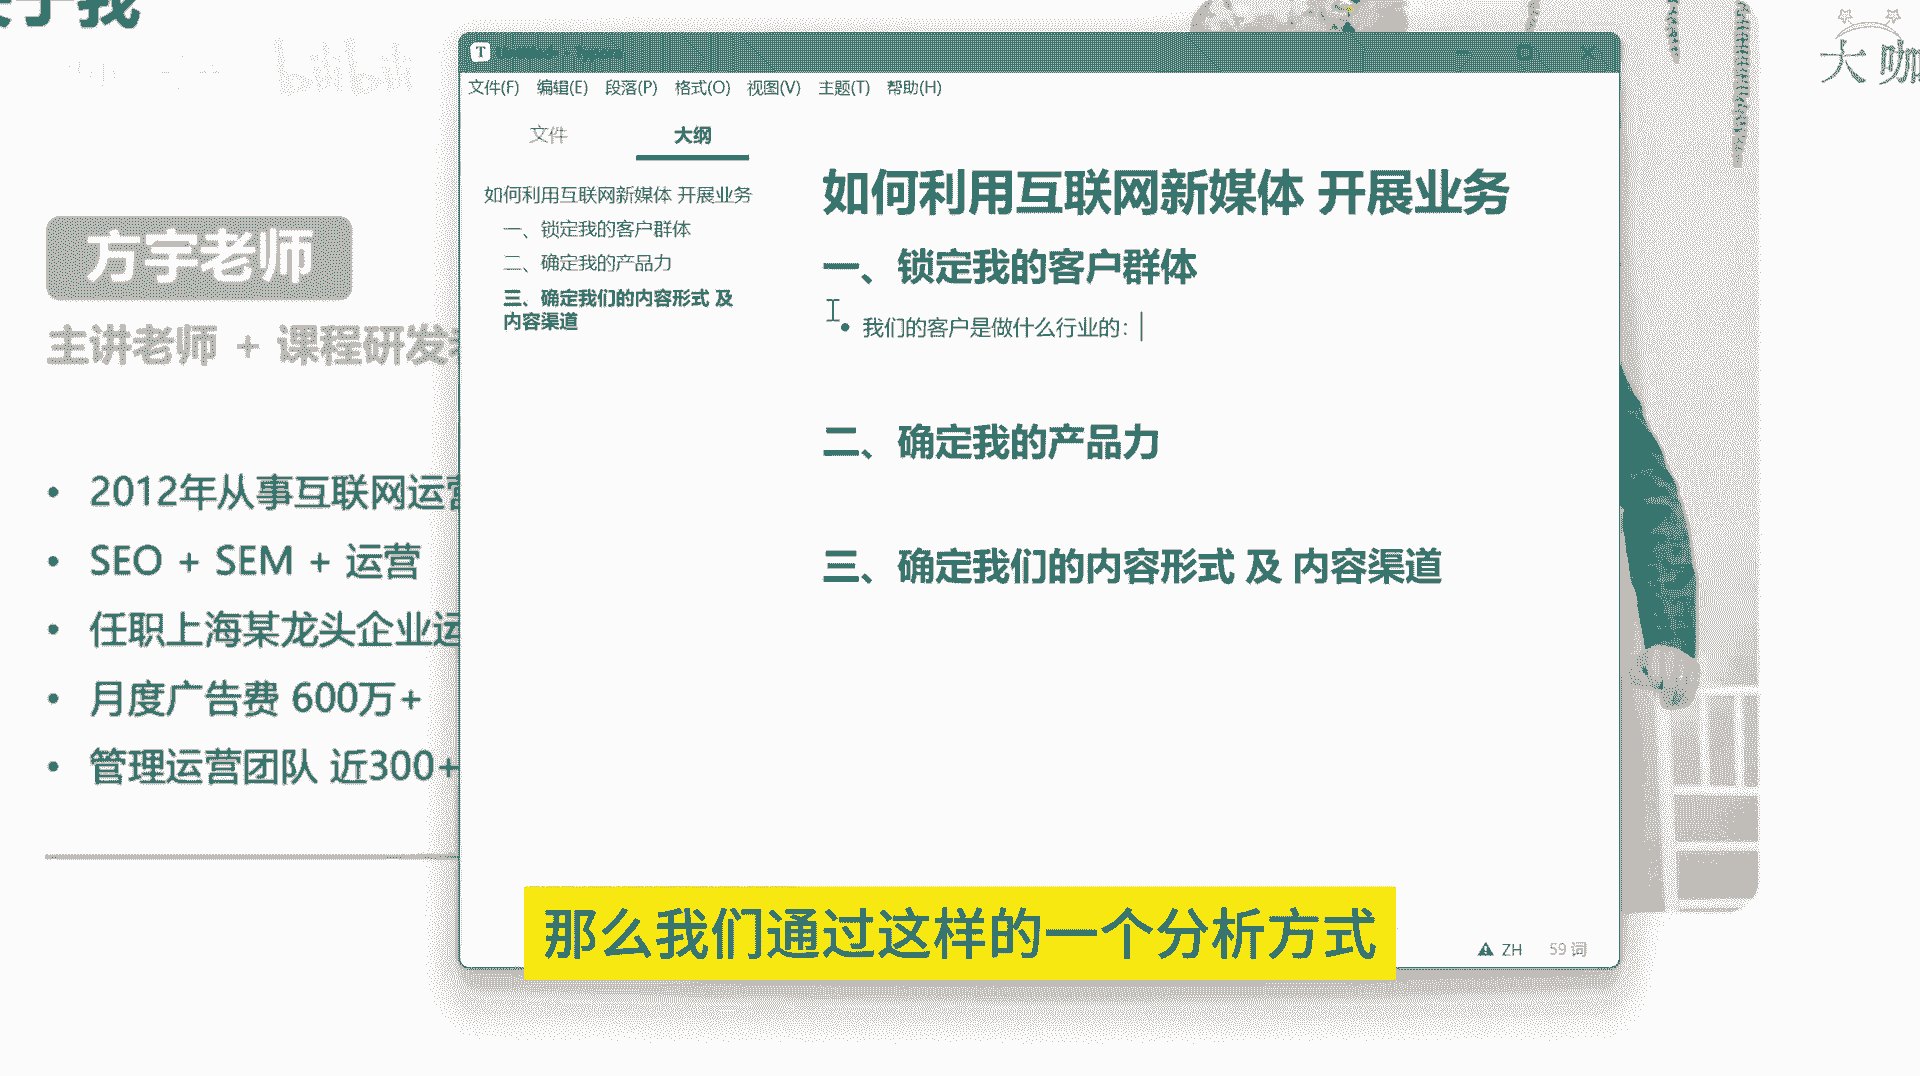 关于我
bilibili
大咖
方宇老师
主讲老师 + 课程研发
• 2012年从事互联网运营
• SEO + SEM + 运营
• 任职上海某龙头企业运
• 月度广告费 600万+
• 管理运营团队 近300+
文件(F) 编辑(E) 段落(P) 格式(O) 视图(V) 主题(T) 帮助(H)
文件 大纲
如何利用互联网新媒体 开展业务
一、锁定我的客户群体
二、确定我的产品力
三、确定我们的内容形式 及
内容渠道
如何利用互联网新媒体 开展业务
一、锁定我的客户群体
• 我们的客户是做什么行业的：
二、确定我的产品力
三、确定我们的内容形式 及 内容渠道
ZH 59 词
那么我们通过这样的一个分析方式